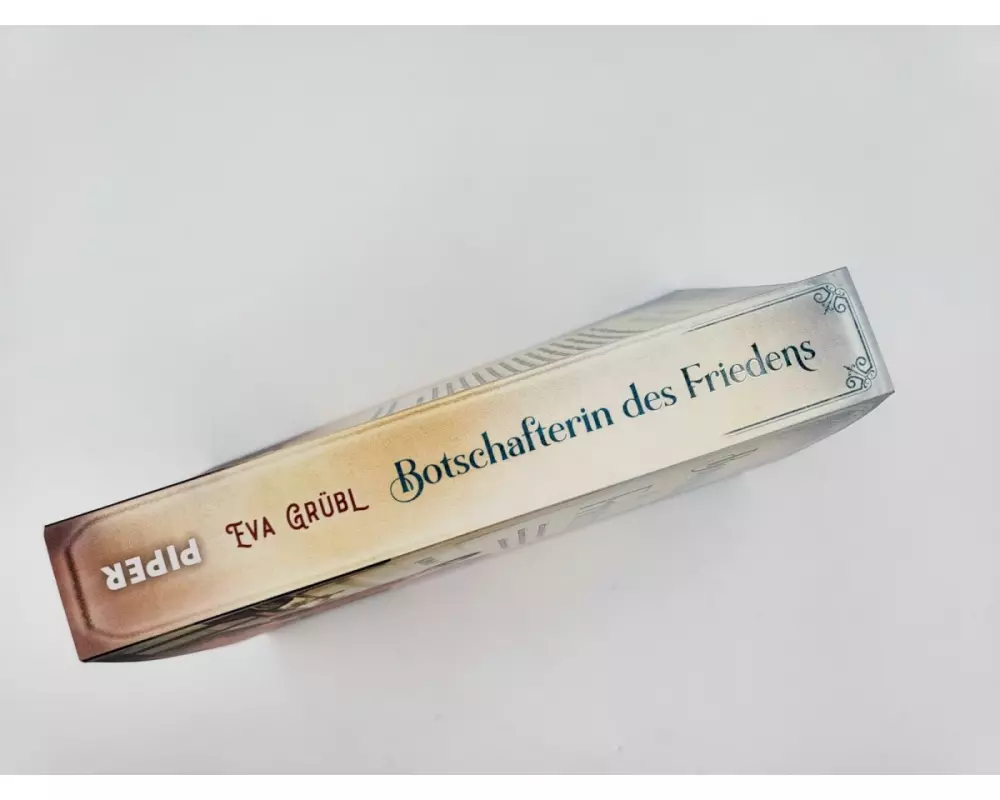 PIPER
EVA GRÜBL
Botschafterin des Friedens